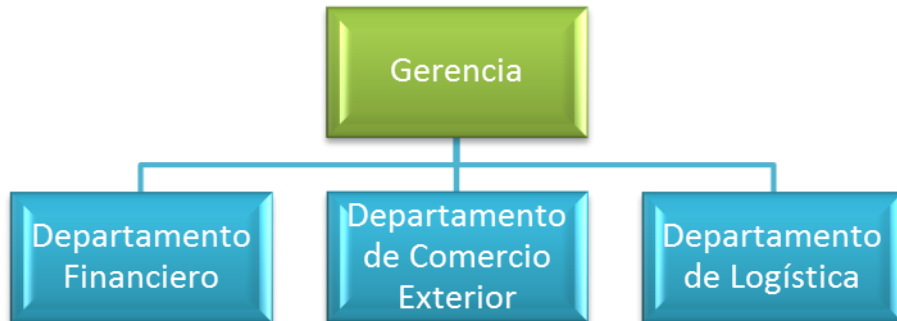 Gerencia
Departamento
Financiero
Departamento
de Comercio
Exterior
Departamento
de Logística